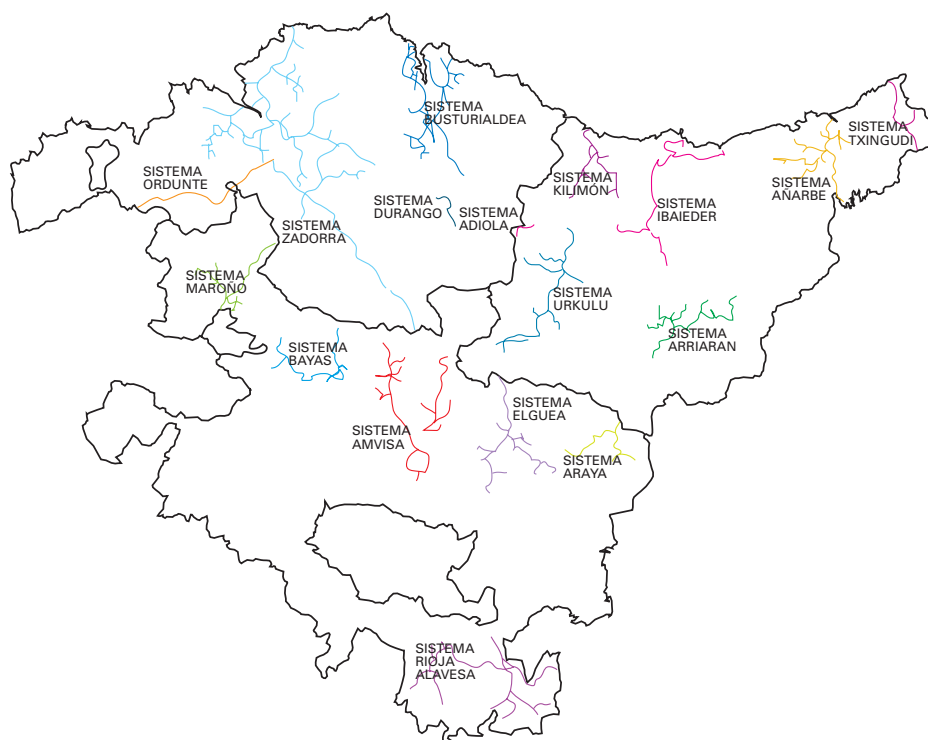 SISTEMA
BUSTURIALDEA
SISTEMA
TXINGUDI
SISTEMA
ORDUNTE
SISTEMA
KILIMÓN
SISTEMA
AÑARBE
SISTEMA
DURANGO
SISTEMA
ADIOLA
SISTEMA
IBAIEDER
SISTEMA
ZADORRA
SISTEMA
MAROÑO
SISTEMA
URKULU
SISTEMA
ARRIARAN
SISTEMA
BAYAS
SISTEMA
ELGUEA
SISTEMA
AMVISA
SISTEMA
ARAYA
SISTEMA
RIOJA
ALAVESA